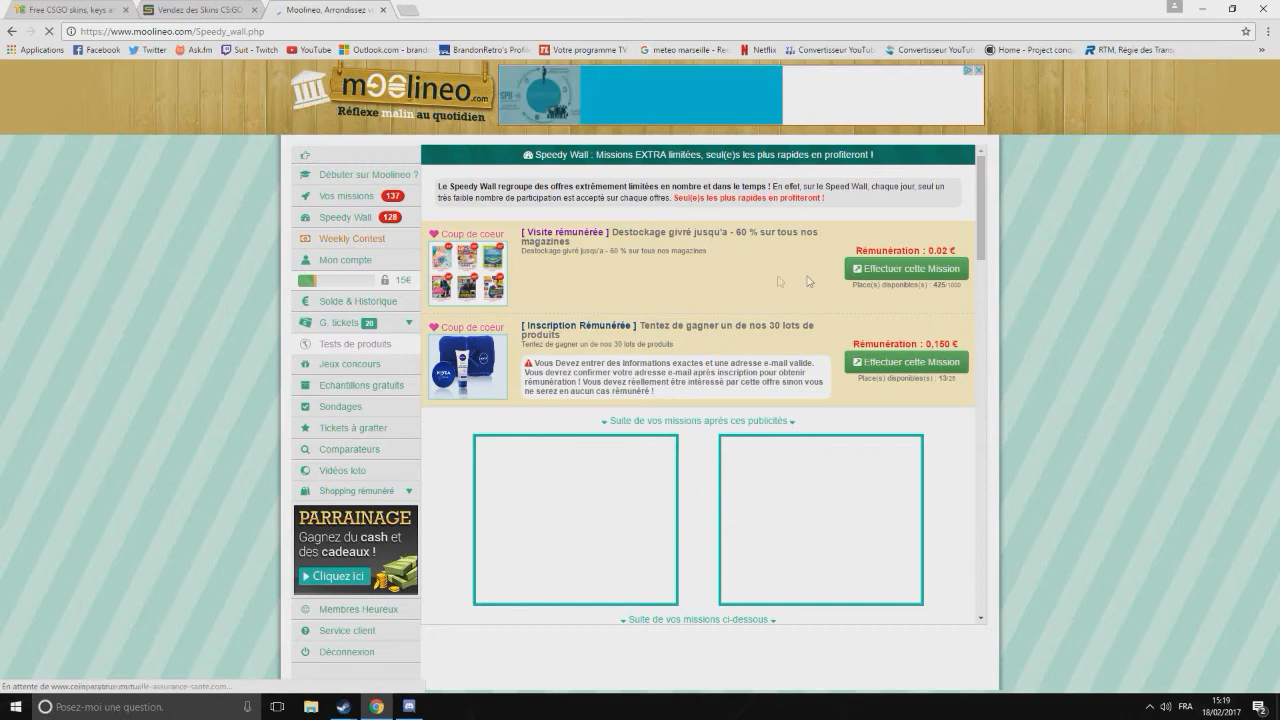 Free CSGO skins, keys an
Vendez des Skins CS:GO
Moolineo, Arrondissez v
https://www.moolineo.com/Speedy_wall.php
Applications
Facebook
Twitter
Ask.fm
Suit - Twitch
YouTube
Outlook.com - brando
BrandonRetro's Profile
Votre programme TV
meteo marseille - Rec
Netflix
Convertisseur YouTub
Convertisseur YouTub
Home - Project conqu
RTM, Régie des Trans
moolineo.com
Réflexe malin au quotidien
Débuter sur Moolineo ?
Vos missions 137
Speedy Wall 128
Weekly Contest
Mon compte
15€
Solde & Historique
G. tickets 20
Tests de produits
Jeux concours
Echantillons gratuits
Sondages
Tickets à gratter
Comparateurs
Vidéos loto
Shopping rémunéré
PARRAINAGE
Gagnez du cash et
des cadeaux !
Cliquez ici
Membres Heureux
Service client
Déconnexion
Speedy Wall : Missions EXTRA limitées, seul(e)s les plus rapides en profiteront !
Le Speedy Wall regroupe des offres extrêmement limitées en nombre et dans le temps ! En effet, sur le Speed Wall, chaque jour, seul un
très faible nombre de participation est accepté sur chaque offres. Seul(e)s les plus rapides en profiteront !
Coup de coeur
[ Visite rémunérée ] Destockage givré jusqu'a - 60 % sur tous nos
magazines
Destockage givré jusqu'a - 60 % sur tous nos magazines
Rémunération : 0.02 €
Effectuer cette Mission
Place(s) disponibles(s) : 425/1000
Coup de coeur
[ Inscription Rémunérée ] Tentez de gagner un de nos 30 lots de
produits
Tentez de gagner un de nos 30 lots de produits
Vous Devez entrer des informations exactes et une adresse e-mail valide.
Vous devrez confirmer votre adresse e-mail après inscription pour obtenir
rémunération ! Vous devez réellement être intéressé par cette offre sinon vous
ne serez en aucun cas rémunéré !
NIVEA
Rémunération : 0,150 €
Effectuer cette Mission
Place(s) disponibles(s) : 13/25
Suite de vos missions après ces publicités
Suite de vos missions ci-dessous
Posez-moi une question.
FRA
15:19
18/02/2017
2